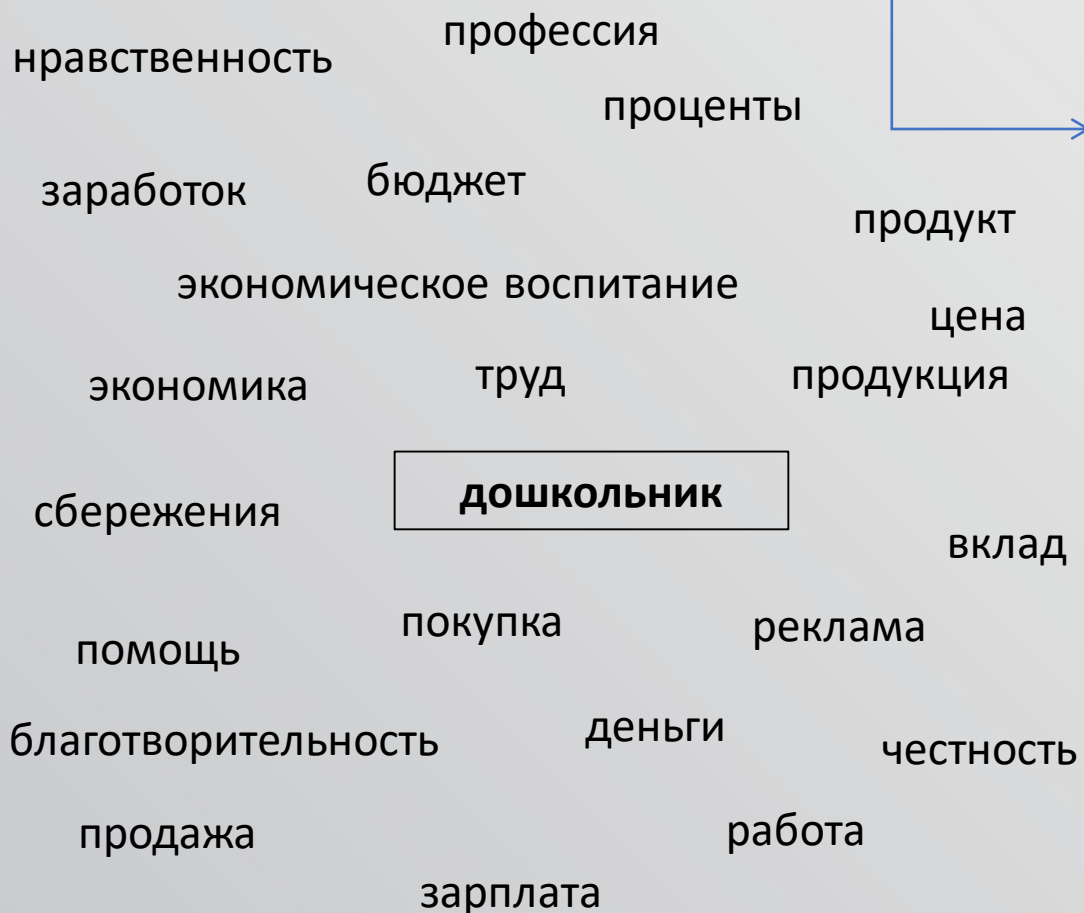 профессия
нравственность
проценты
бюджет
заработок
продукт
экономическое воспитание
цена
труд
продукция
экономика
дошкольник
сбережения
вклад
покупка
реклама
помощь
деньги
благотворительность
честность
работа
продажа
зарплата